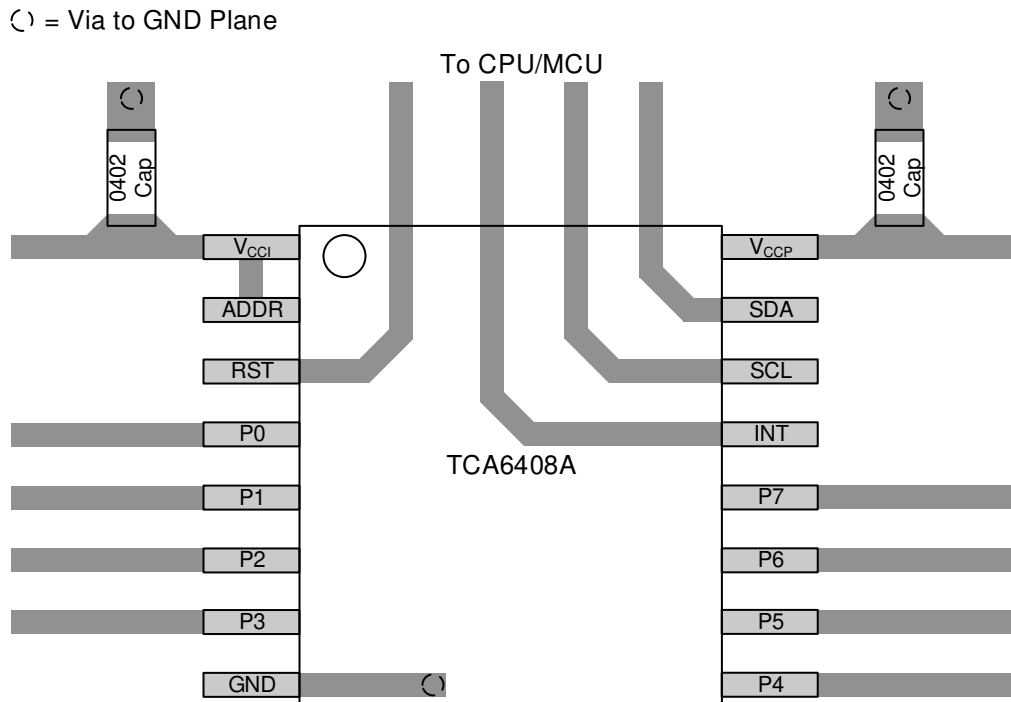 = Via to GND Plane
To CPU/MCU
0402
Cap
0402
Cap
VCCI
VCCP
ADDR
SDA
RST
SCL
P0
INT
TCA6408A
P1
P7
P2
P6
P3
P5
GND
P4